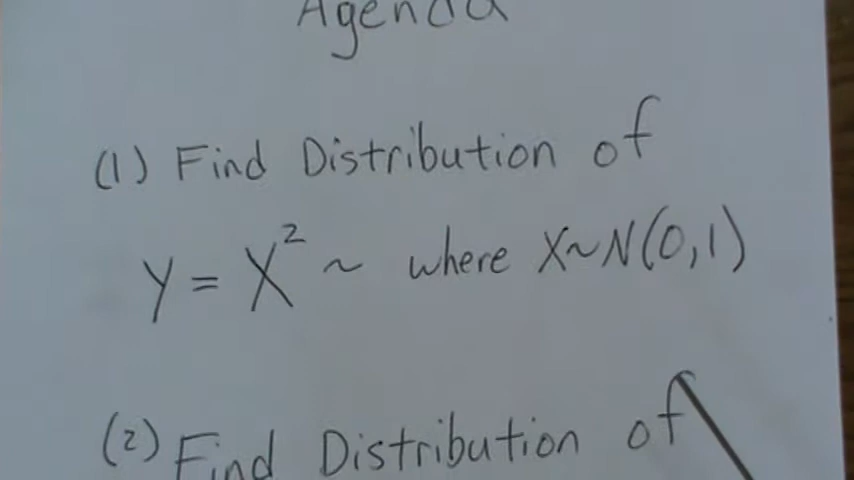 Agenda
(1) Find Distribution of
Y = X² ~ where X~N(0,1)
(2) Find Distribution of